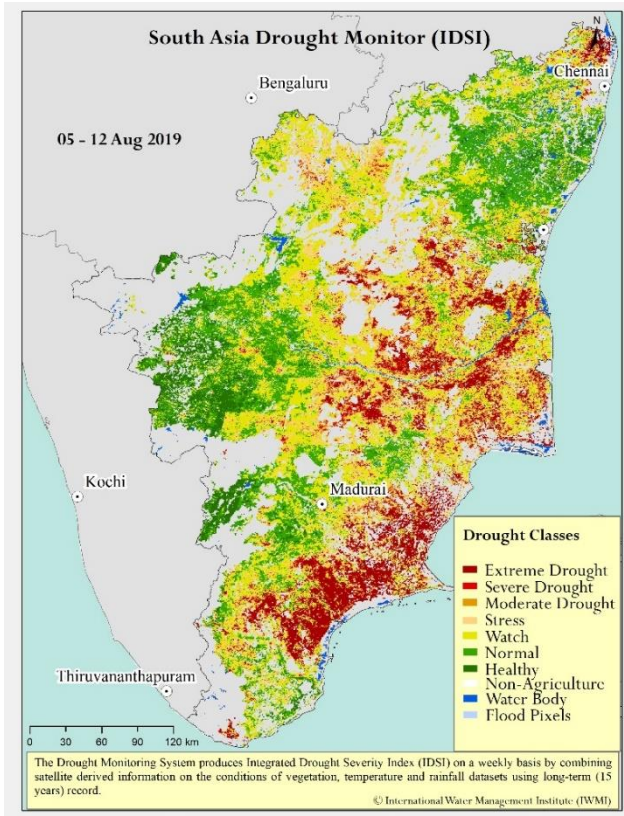 South Asia Drought Monitor (IDSI)
N
Chennai
Bengaluru
05 - 12 Aug 2019
Kochi
Madurai
Drought Classes
Extreme Drought
Severe Drought
Moderate Drought
Stress
Watch
Normal
Healthy
Non-Agriculture
Water Body
Flood Pixels
Thiruvananthapuram
0 30 60 90 120 km
The Drought Monitoring System produces Integrated Drought Severity Index (IDSI) on a weekly basis by combining
satellite derived information on the conditions of vegetation, temperature and rainfall datasets using long-term (15
years) record.
© International Water Management Institute (IWMI)